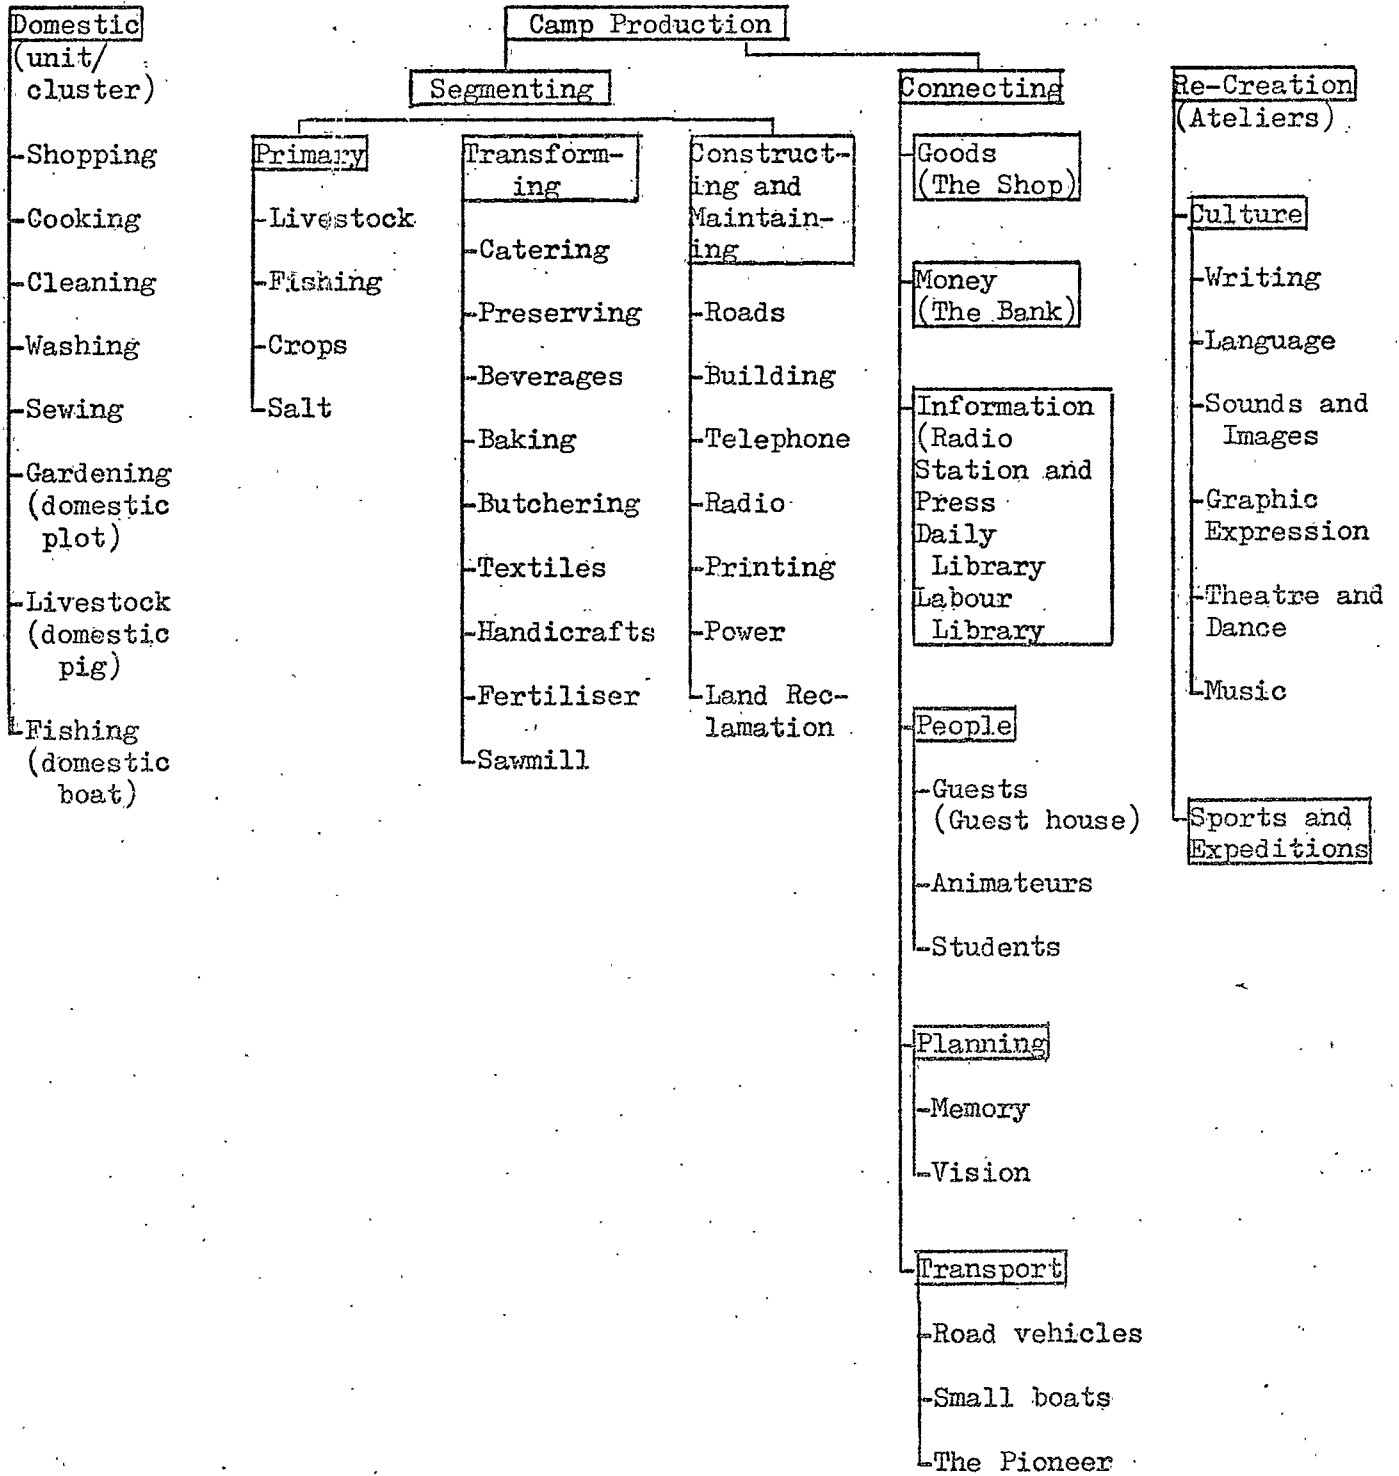 Domestic
(unit/
cluster)
-Shopping
-Cooking
-Cleaning
-Washing
-Sewing
-Gardening
(domestic
plot)
-Livestock
(domestic
pig)
-Fishing
(domestic
boat)
Camp Production
Segmenting
Primary
-Livestock
-Fishing
-Crops
-Salt
Transform-
ing
-Catering
-Preserving
-Beverages
-Baking
-Butchering
-Textiles
-Handicrafts
-Fertiliser
-Sawmill
Construct-
ing and
Maintain-
ing
-Roads
-Building
-Telephone
-Radio
-Printing
-Power
-Land Rec-
lamation
Connecting
Goods
(The Shop)
Money
(The Bank)
Information
(Radio
Station and
Press
Daily
Library
Labour
Library
People
-Guests
(Guest house)
-Animateurs
-Students
Planning
-Memory
-Vision
Transport
-Road vehicles
-Small boats
-The Pioneer
Re-Creation
(Ateliers)
Culture
-Writing
-Language
-Sounds and
Images
-Graphic
Expression
-Theatre and
Dance
-Music
Sports and
Expeditions